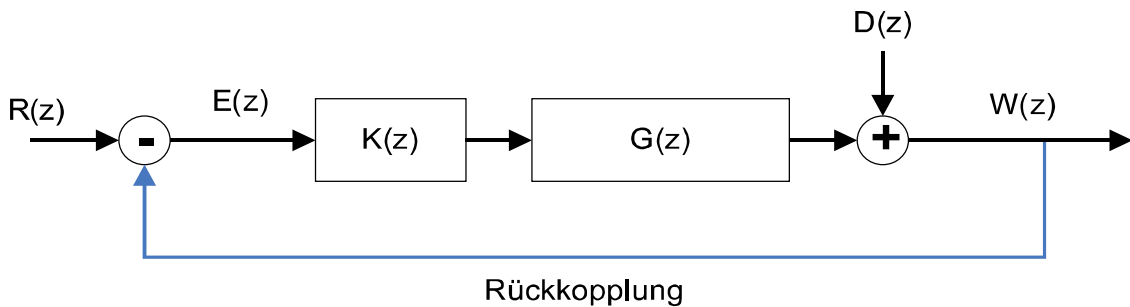 D(z)
R(z)
E(z)
W(z)
-
K(z)
G(z)
+
Rückkopplung